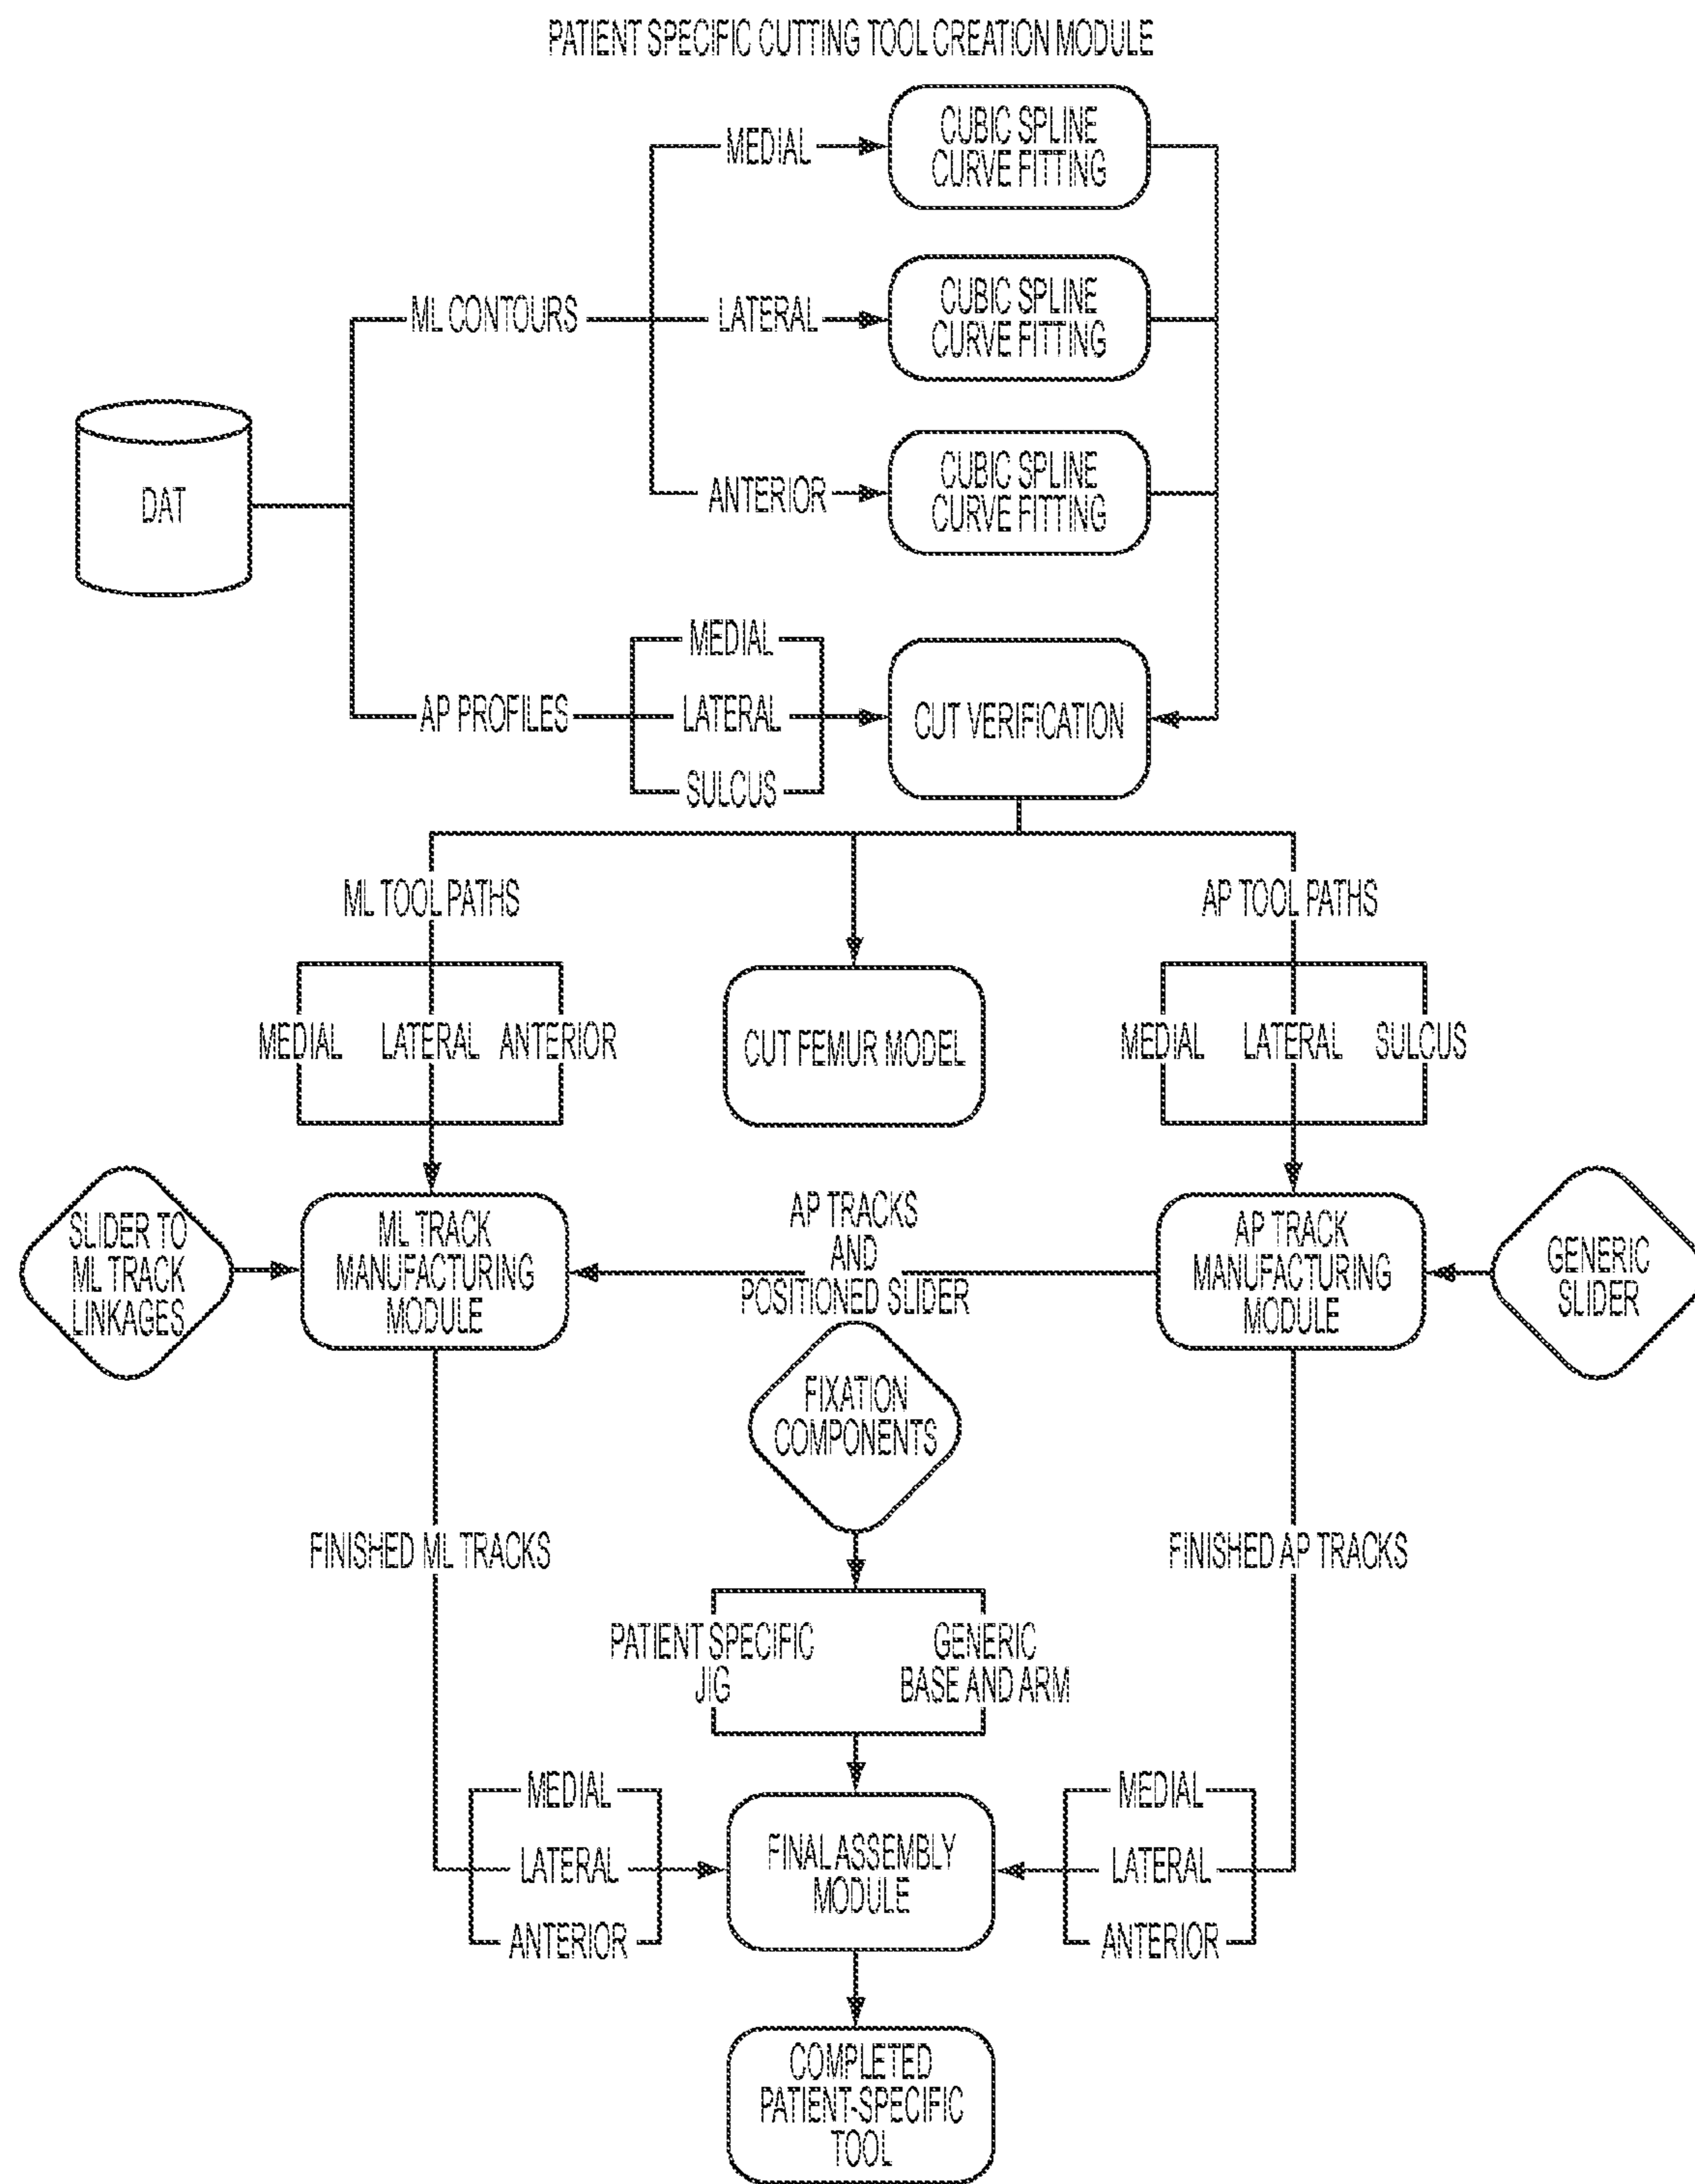 PATIENT SPECIFIC CUTTING TOOL CREATION MODULE
MEDIAL
CUBIC SPLINE
CURVE FITTING
ML CONTOURS
LATERAL
CUBIC SPLINE
CURVE FITTING
DAT
ANTERIOR
CUBIC SPLINE
CURVE FITTING
AP PROFILES
MEDIAL
LATERAL
SULCUS
CUT VERIFICATION
ML TOOL PATHS
AP TOOL PATHS
MEDIAL
LATERAL
ANTERIOR
CUT FEMUR MODEL
MEDIAL
LATERAL
SULCUS
SLIDER TO
ML TRACK
LINKAGES
ML TRACK
MANUFACTURING
MODULE
AP TRACKS
AND
POSITIONED SLIDER
AP TRACK
MANUFACTURING
MODULE
GENERIC
SLIDER
FIXATION
COMPONENTS
FINISHED ML TRACKS
FINISHED AP TRACKS
PATIENT SPECIFIC
JIG
GENERIC
BASE AND ARM
MEDIAL
LATERAL
ANTERIOR
FINAL ASSEMBLY
MODULE
MEDIAL
LATERAL
ANTERIOR
COMPLETED
PATIENT-SPECIFIC
TOOL